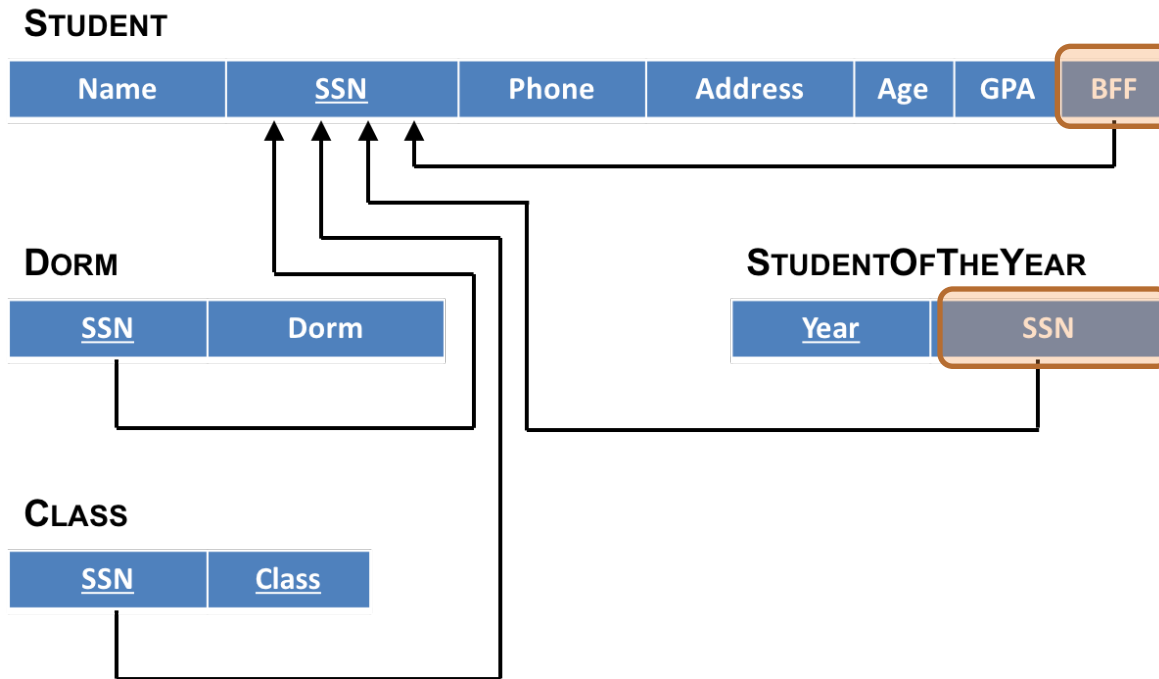 STUDENT
Name SSN Phone Address Age GPA BFF
DORM
SSN Dorm
STUDENTOFTHEYEAR
Year SSN
CLASS
SSN Class